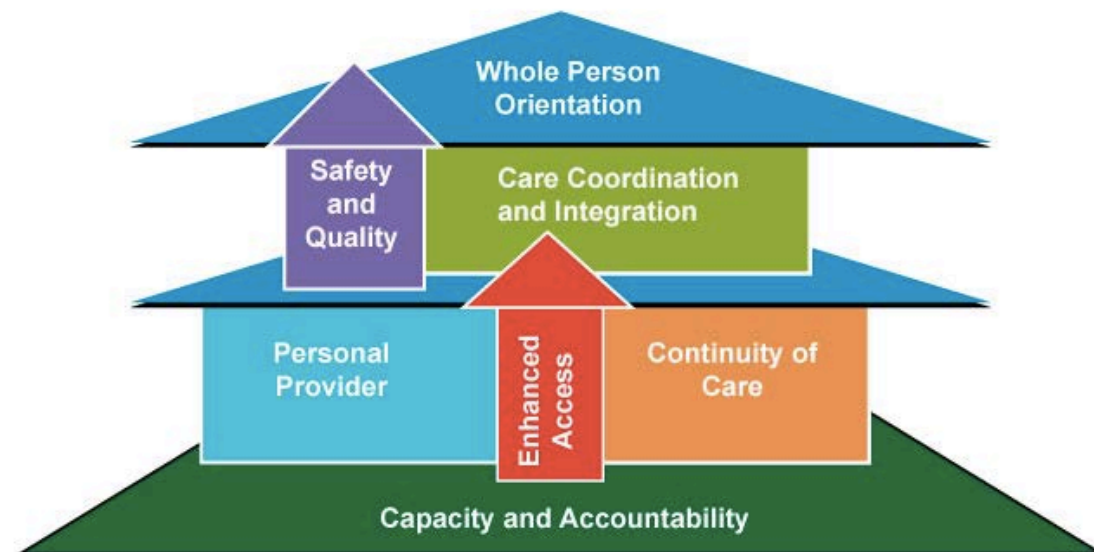 Whole Person
Orientation
Safety
and
Quality
Care Coordination
and Integration
Personal
Provider
Enhanced
Access
Continuity of
Care
Capacity and Accountability